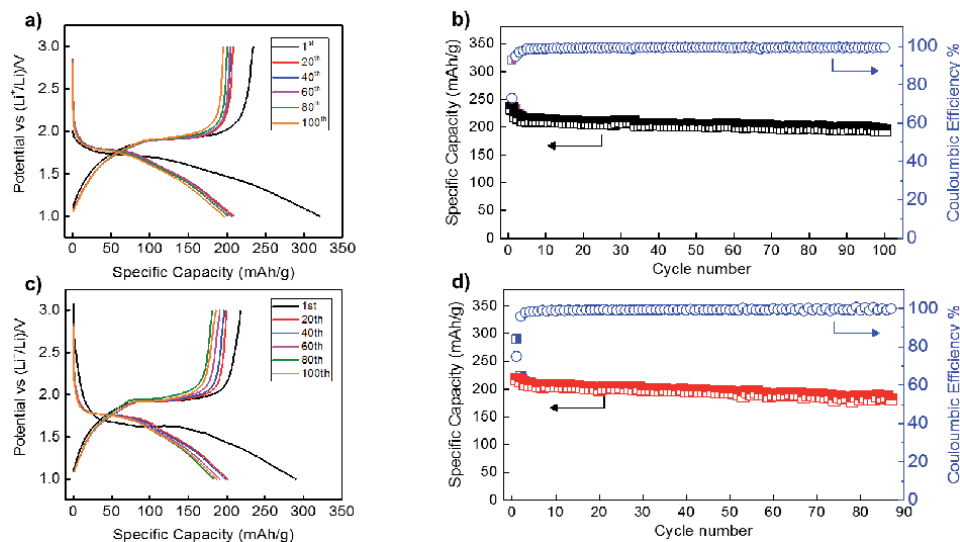 a)
Potential vs (Li⁺/Li)/V
3.0
2.5
2.0
1.5
1.0
1ˢᵗ
20ᵗʰ
40ᵗʰ
60ᵗʰ
80ᵗʰ
100ᵗʰ
0 50 100 150 200 250 300 350
Specific Capacity (mAh/g)
b)
Specific Capacity (mAh/g)
350
300
250
200
150
100
50
0
100
80
60
40
20
0
Couloumbic Efficiency %
0 10 20 30 40 50 60 70 80 90 100
Cycle number
c)
Potential vs (Li⁺/Li)/V
3.0
2.5
2.0
1.5
1.0
1st
20th
40th
60th
80th
100th
0 50 100 150 200 250 300 350
Specific Capacity (mAh/g)
d)
Specific Capacity (mAh/g)
350
300
250
200
150
100
50
0
100
80
60
40
20
0
Couloumbic Efficiency %
0 10 20 30 40 50 60 70 80 90
Cycle number